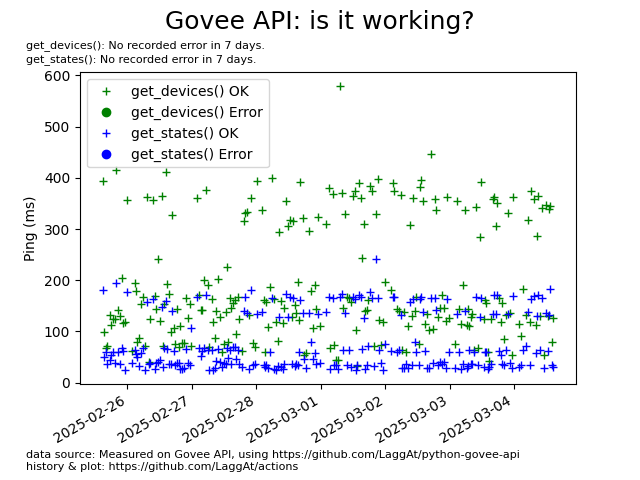 Govee API: is it working?
get_devices(): No recorded error in 7 days.
get_states(): No recorded error in 7 days.
600
500
400
300
200
100
0
Ping (ms)
get_devices() OK
get_devices() Error
get_states() OK
get_states() Error
2025-02-26
2025-02-27
2025-02-28
2025-03-01
2025-03-02
2025-03-03
2025-03-04
data source: Measured on Govee API, using https://github.com/LaggAt/python-govee-api
history & plot: https://github.com/LaggAt/actions